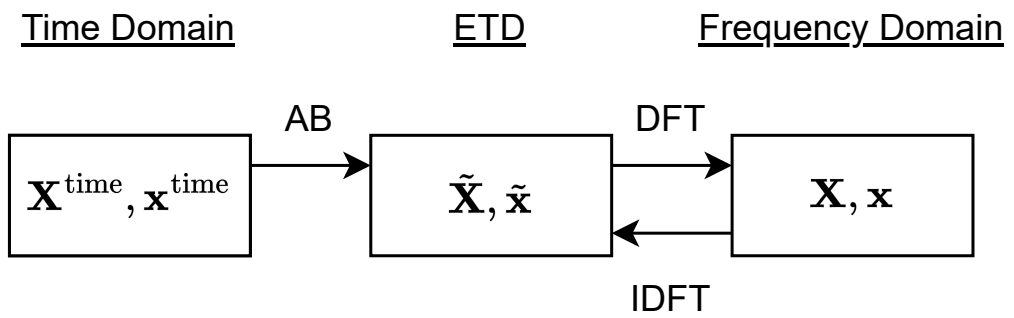 Time Domain ETD Frequency Domain
AB DFT
𝐗^time, 𝐱^time 𝐗̃, 𝐱̃ 𝐗, 𝐱
IDFT